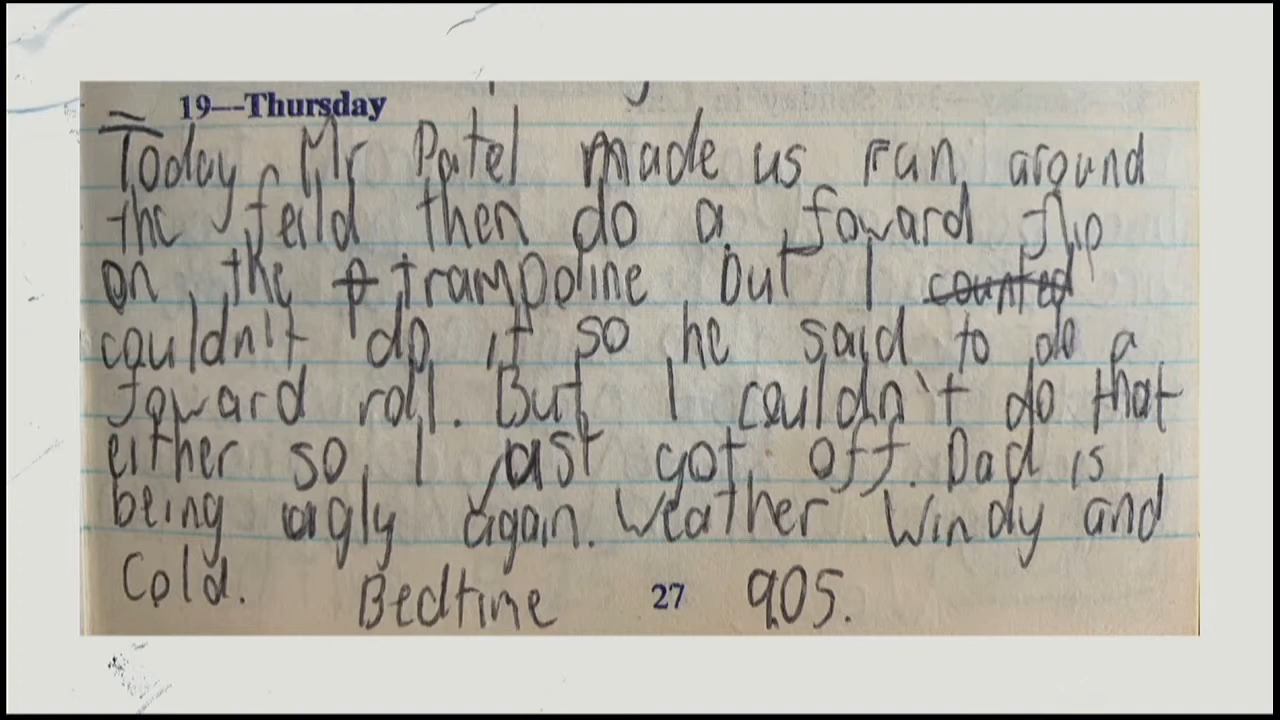 19—Thursday
Today Mr Patel made us run around
the feild then do a foward flip
on the trampoline but I counted
couldn't do it so he said to do a
foward roll. But I couldn't do that
either so I just got off. Dad is
being ugly again. Weather Windy and
Cold. Bedtime 27 9.05.